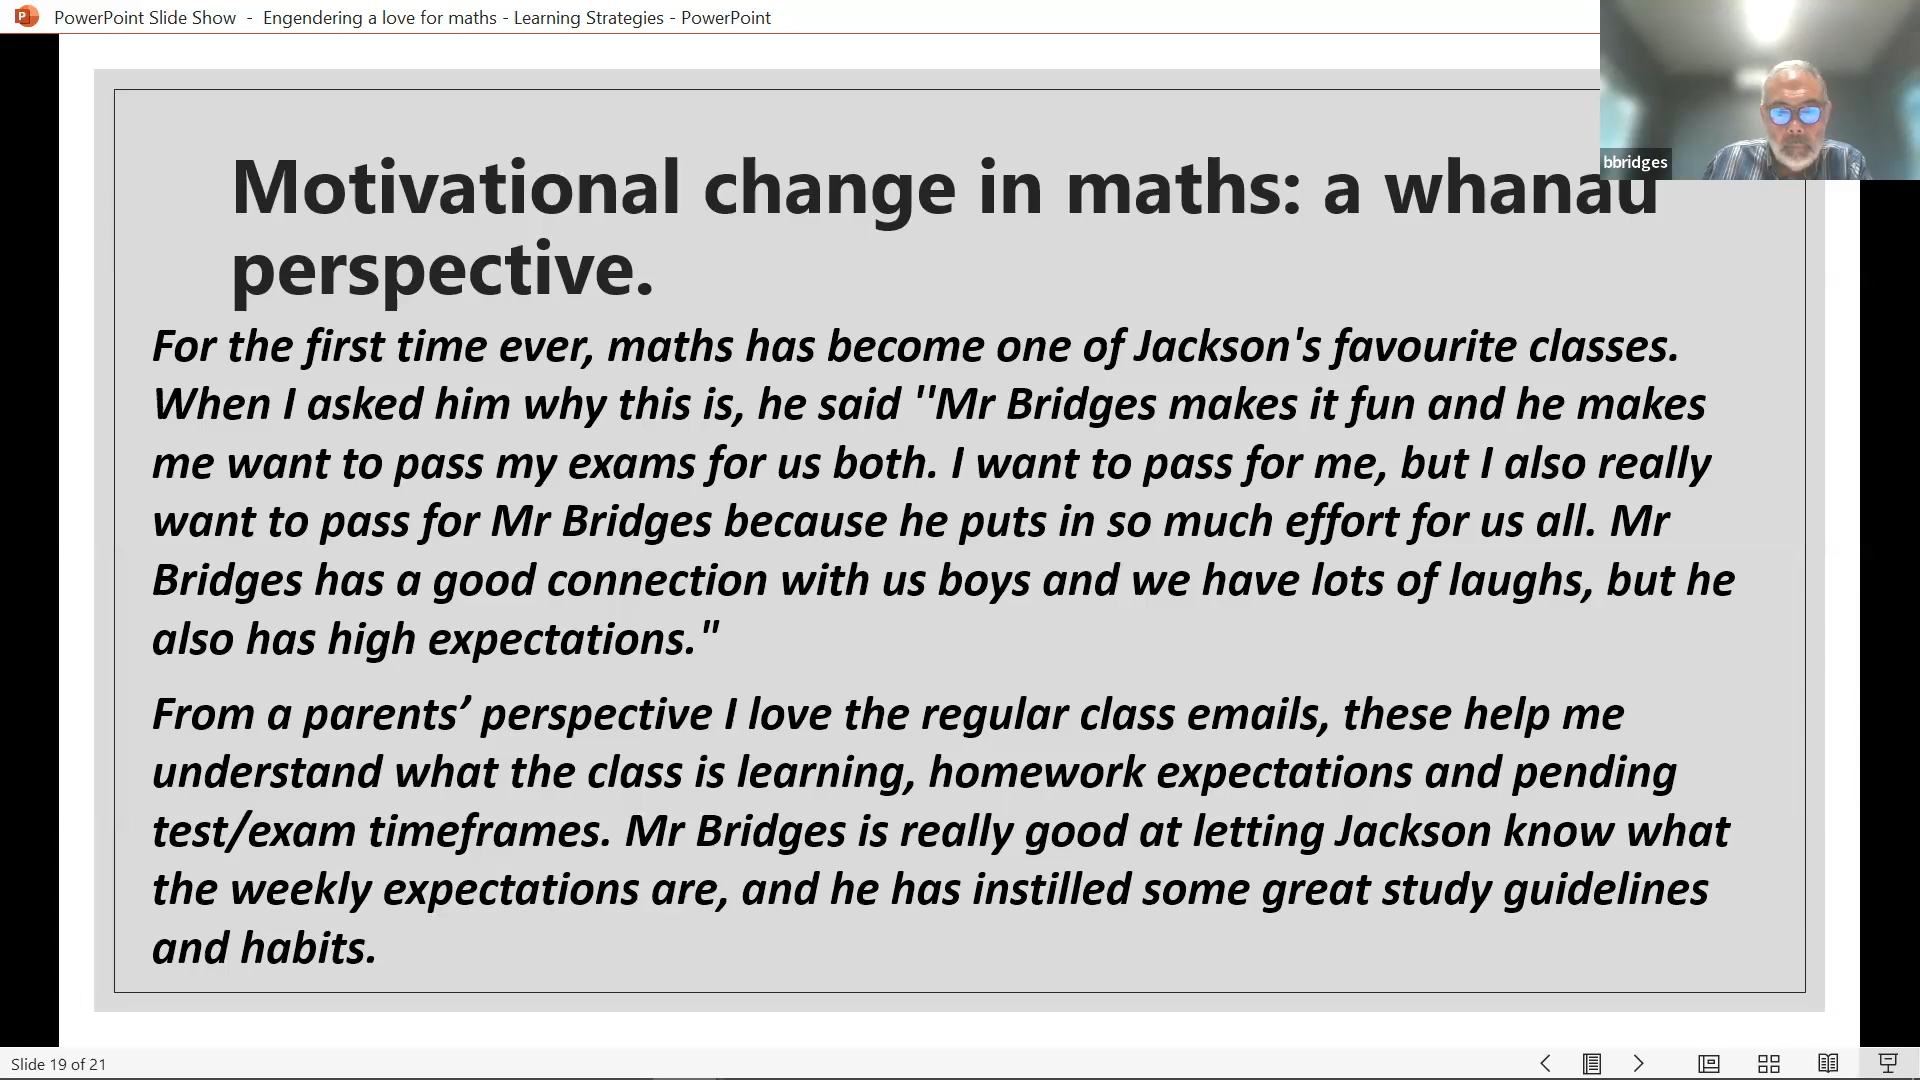 PowerPoint Slide Show - Engendering a love for maths - Learning Strategies - PowerPoint
bbridges
Motivational change in maths: a whanau
perspective.
For the first time ever, maths has become one of Jackson's favourite classes.
When I asked him why this is, he said "Mr Bridges makes it fun and he makes
me want to pass my exams for us both. I want to pass for me, but I also really
want to pass for Mr Bridges because he puts in so much effort for us all. Mr
Bridges has a good connection with us boys and we have lots of laughs, but he
also has high expectations."
From a parents’ perspective I love the regular class emails, these help me
understand what the class is learning, homework expectations and pending
test/exam timeframes. Mr Bridges is really good at letting Jackson know what
the weekly expectations are, and he has instilled some great study guidelines
and habits.
Slide 19 of 21